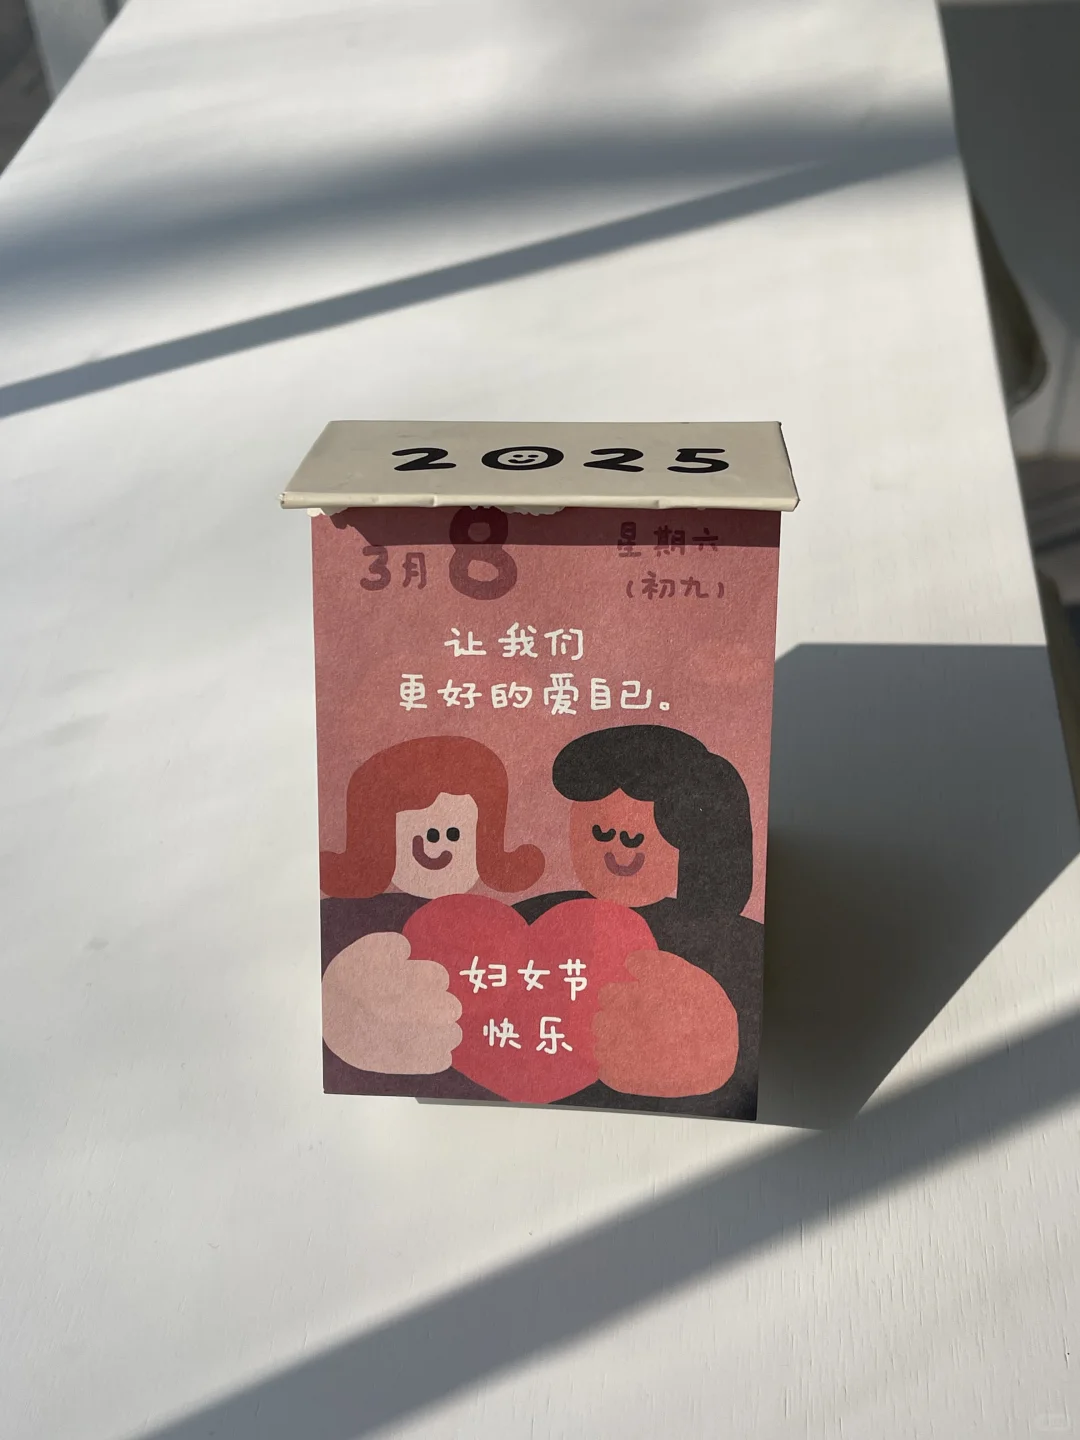 2025
3月 8 星期六
(初九)
让我们
更好的爱自己。
妇女节
快乐